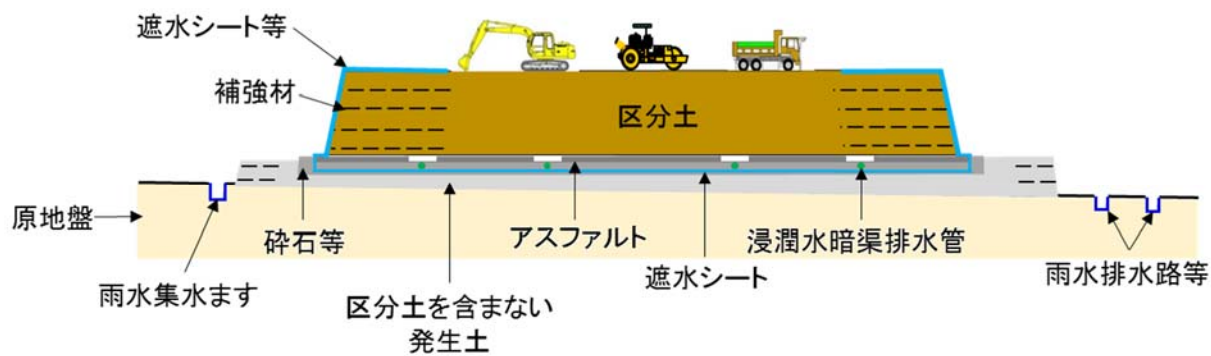 遮水シート等
補強材
区分土
原地盤
砕石等
アスファルト
浸潤水暗渠排水管
雨水集水ます
区分土を含まない
発生土
遮水シート
雨水排水路等